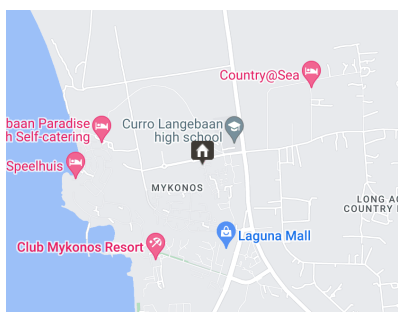 Country@Sea
baan Paradise
h Self-catering
Curro Langebaan
high school
Speelhuis
MYKONOS
LONG AC
COUNTRY
Club Mykonos Resort
Laguna Mall